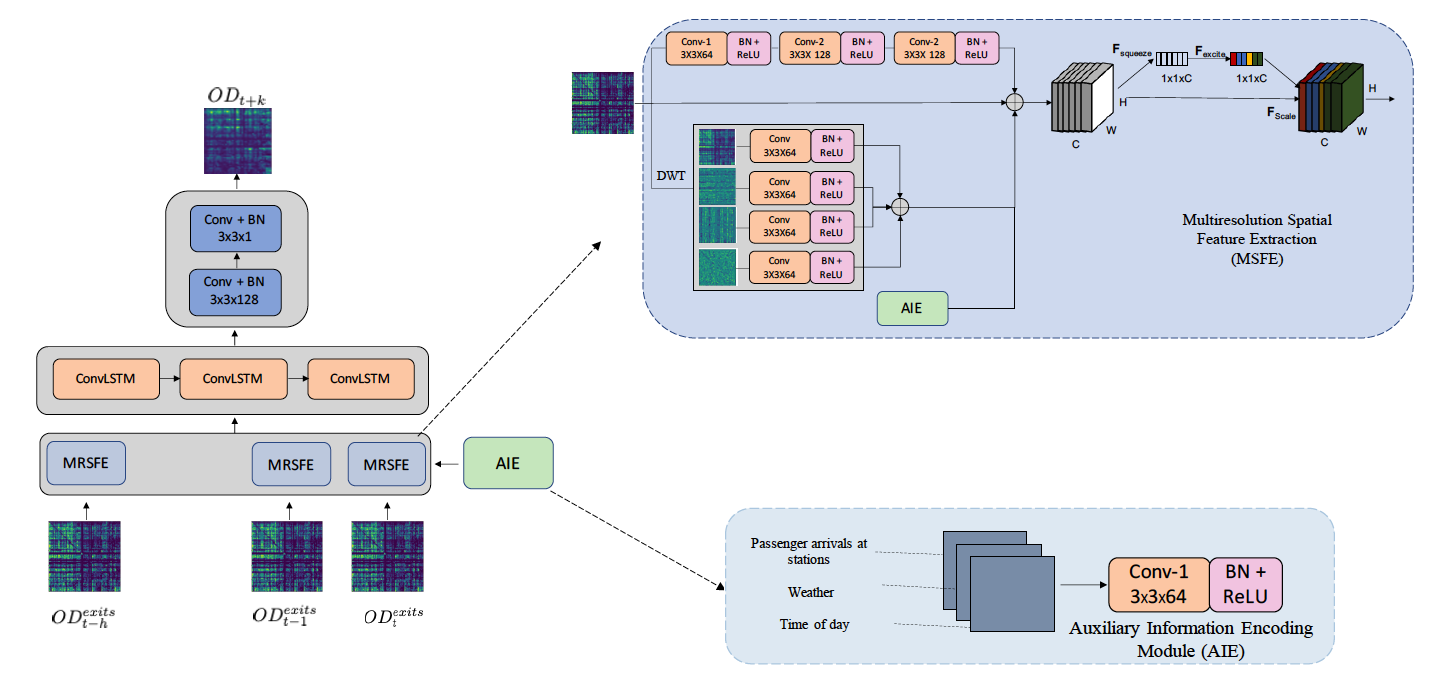 OD_{t+k}
Conv + BN
3x3x1
Conv + BN
3x3x128
ConvLSTM
ConvLSTM
ConvLSTM
MRSFE
MRSFE
MRSFE
AIE
OD^{exits}_{t-h}
OD^{exits}_{t-1}
OD^{exits}_{t}
Conv-1
3X3X64
BN +
ReLU
Conv-2
3X3X 128
BN +
ReLU
Conv-2
3X3X 128
BN +
ReLU
DWT
Conv
3X3X64
BN +
ReLU
Conv
3X3X64
BN +
ReLU
Conv
3X3X64
BN +
ReLU
Conv
3X3X64
BN +
ReLU
AIE
F_{squeeze}
F_{excite}
1x1xC
1x1xC
H
W
C
F_{Scale}
H
W
C
Multiresolution Spatial
Feature Extraction
(MSFE)
Passenger arrivals at
stations
Weather
Time of day
Conv-1
3x3x64
BN +
ReLU
Auxiliary Information Encoding
Module (AIE)